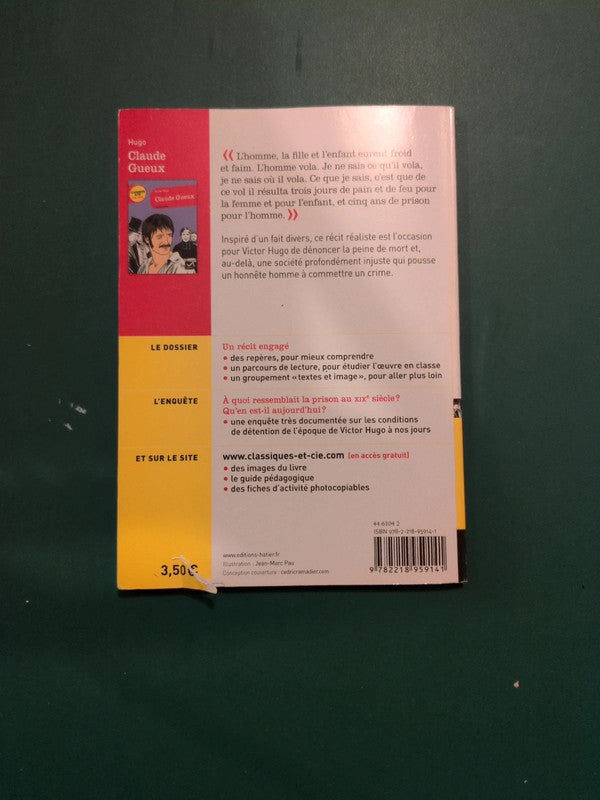 Hugo
Claude
Gueux
Claude Gueux
« L'homme, la fille et l'enfant eurent froid
et faim. L'homme vola. Je ne sais ce qu'il vola,
je ne sais où il vola. Ce que je sais, c'est que de
ce vol il résulta trois jours de pain et de feu pour
la femme et pour l'enfant, et cinq ans de prison
pour l'homme. »
Inspiré d'un fait divers, ce récit réaliste est l'occasion
pour Victor Hugo de dénoncer la peine de mort et,
au-delà, une société profondément injuste qui pousse
un honnête homme à commettre un crime.
LE DOSSIER
Un récit engagé
• des repères, pour mieux comprendre
• un parcours de lecture, pour étudier l'œuvre en classe
• un groupement « textes et image », pour aller plus loin
L'ENQUÊTE
À quoi ressemblait la prison au XIXe siècle ?
Qu'en est-il aujourd'hui ?
• une enquête très documentée sur les conditions
de détention de l'époque de Victor Hugo à nos jours
ET SUR LE SITE
www.classiques-et-cie.com (en accès gratuit)
• des images du livre
• le guide pédagogique
• des fiches d'activité photocopiables
44 6104 2
ISBN 978-2-218-95914-1
www.editions-hatier.fr
Illustration : Jean-Marc Pau
Conception couverture : cedricramadier.com
9 782218 959141
3,50 €